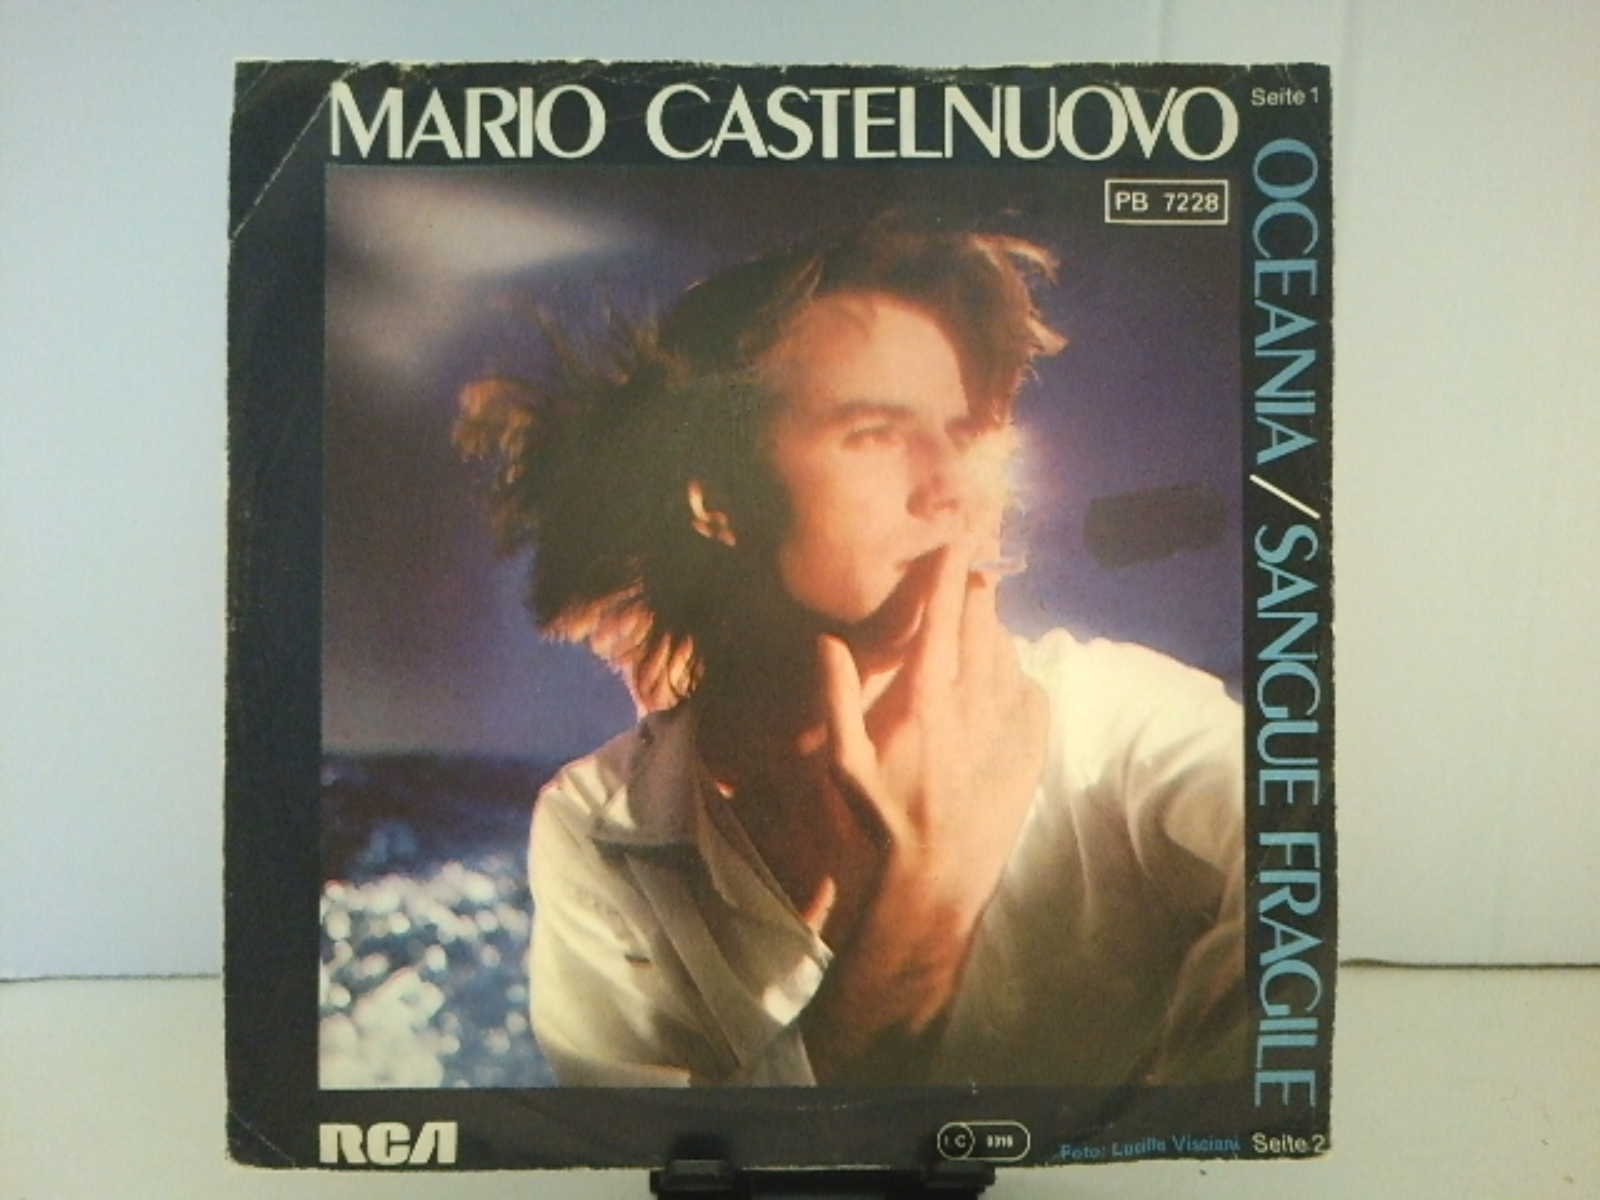 MARIO CASTELNUOVO
Seite 1
PB 7228
OCEANIA / SANGUE FRAGILE
RCA
Foto: Lucilla Visciani
Seite 2